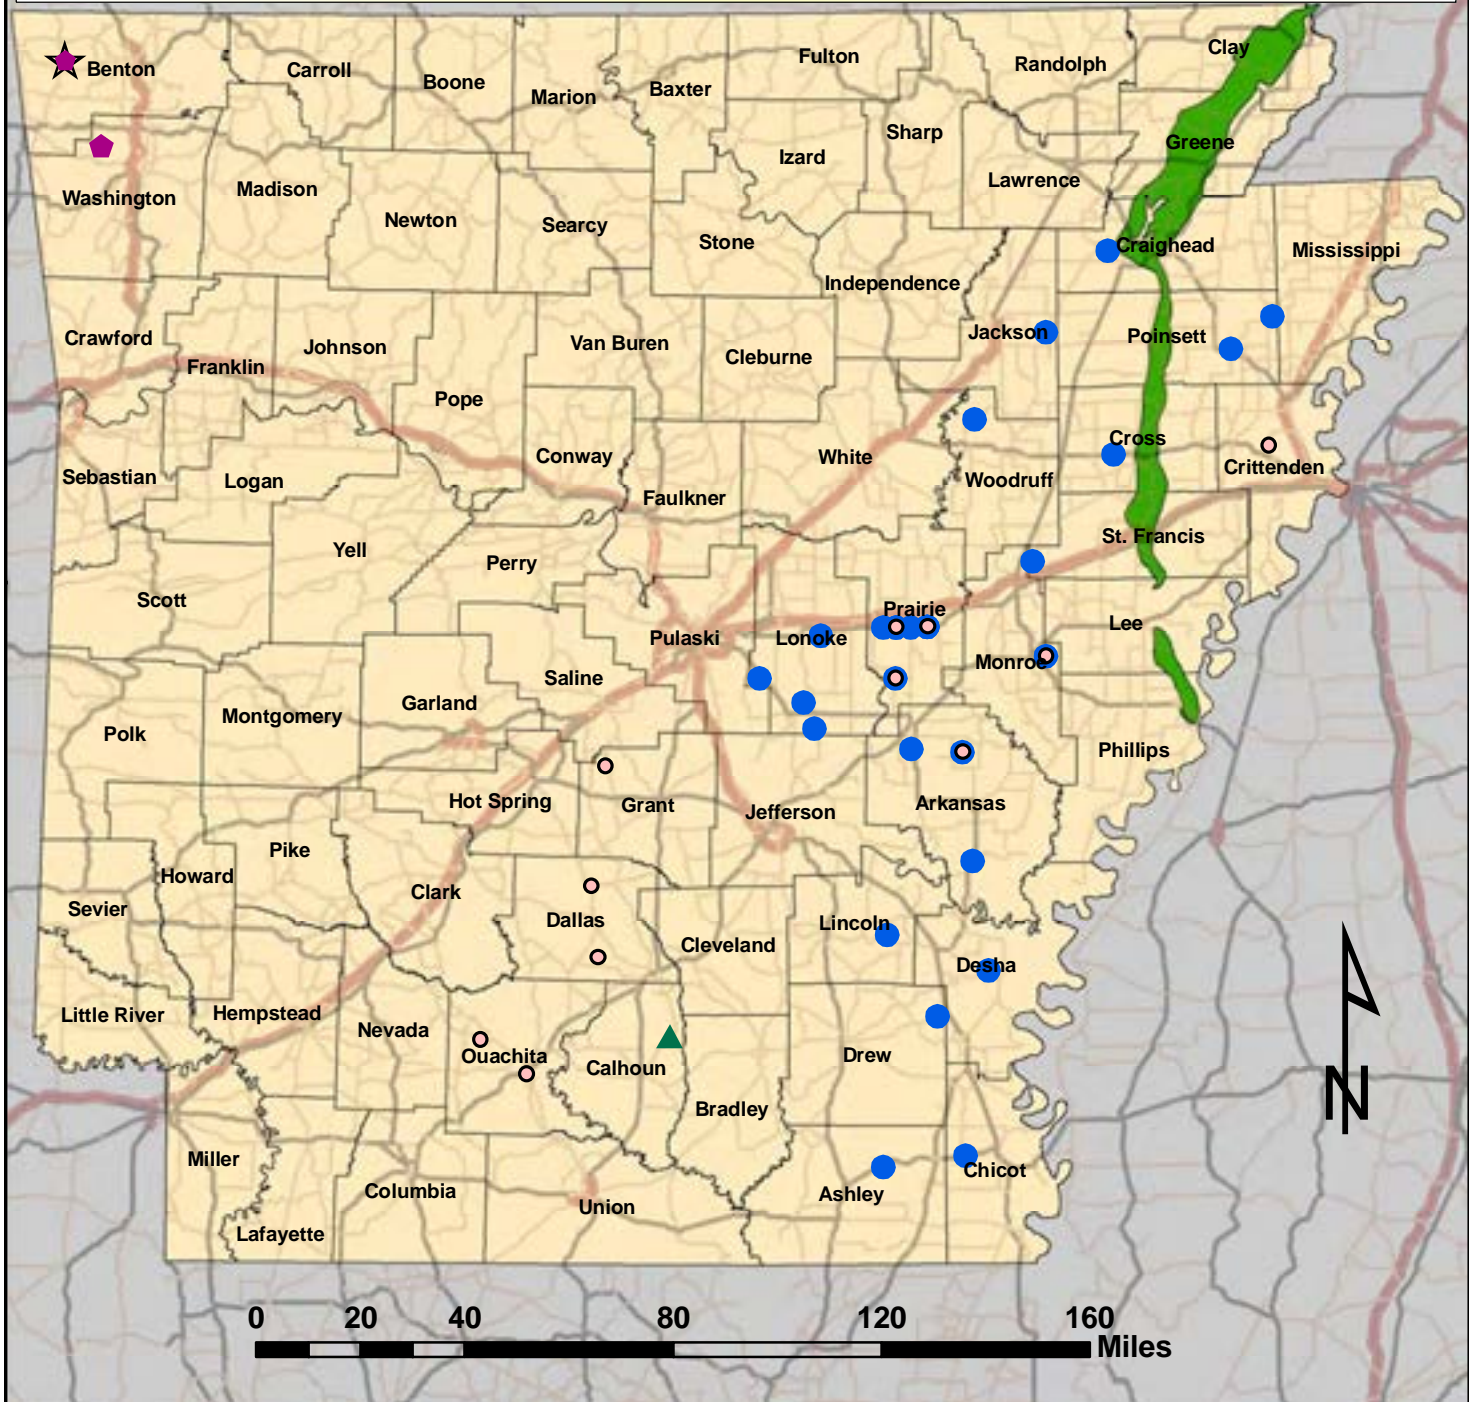 Clay
Fulton
Randolph
Benton
Carroll
Boone
Marion
Baxter
Sharp
Greene
Izard
Lawrence
Washington
Madison
Newton
Searcy
Stone
Craighead
Mississippi
Independence
Crawford
Franklin
Johnson
Van Buren
Cleburne
Jackson
Poinsett
Pope
Cross
Crittenden
Sebastian
Logan
Conway
White
Woodruff
Faulkner
St. Francis
Yell
Perry
Scott
Prairie
Lee
Pulaski
Lonoke
Monroe
Saline
Garland
Montgomery
Polk
Phillips
Hot Spring
Grant
Jefferson
Arkansas
Pike
Howard
Clark
Sevier
Dallas
Lincoln
Cleveland
Desha
Little River
Hempstead
Nevada
Ouachita
Calhoun
Drew
Bradley
N
Miller
Columbia
Union
Ashley
Chicot
Lafayette
0 20 40 80 120 160
Miles